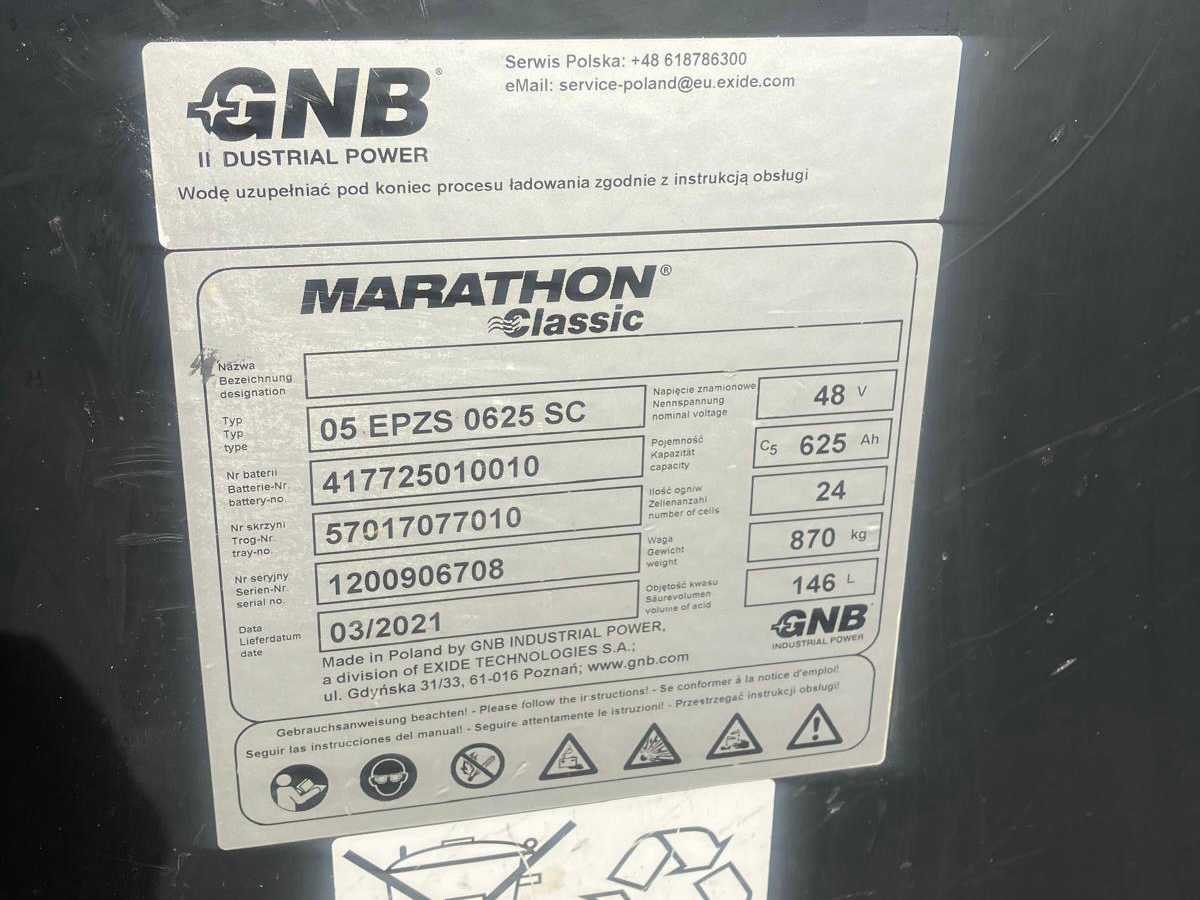 GNB®
II DUSTRIAL POWER
Serwis Polska: +48 618786300
eMail: service-poland@eu.exide.com
Wodę uzupełniać pod koniec procesu ładowania zgodnie z instrukcją obsługi
MARATHON®
Classic
Nazwa
Bezeichnung
designation
Typ
Typ
type
05 EPZS 0625 SC
Nr baterii
Batterie-Nr.
battery-no.
417725010010
Nr skrzyni
Trog-Nr.
tray-no.
57017077010
Nr seryjny
Serien-Nr.
serial no.
1200906708
Data
Lieferdatum
date
03/2021
Napięcie znamionowe
Nennspannung
nominal voltage
48 V
Pojemność
Kapazität
capacity
C5 625 Ah
Ilość ogniw
Zellenanzahl
number of cells
24
Waga
Gewicht
weight
870 kg
Objętość kwasu
Säurevolumen
volume of acid
146 L
Made in Poland by GNB INDUSTRIAL POWER,
a division of EXIDE TECHNOLOGIES S.A.;
ul. Gdyńska 31/33, 61-016 Poznań; www.gnb.com
GNB®
INDUSTRIAL POWER
Gebrauchsanweisung beachten! - Please follow the instructions! - Se conformer à la notice d'emploi!
Seguir las instrucciones del manual! - Seguire attentamente le istruzioni! - Przestrzegać instrukcji obsługi!